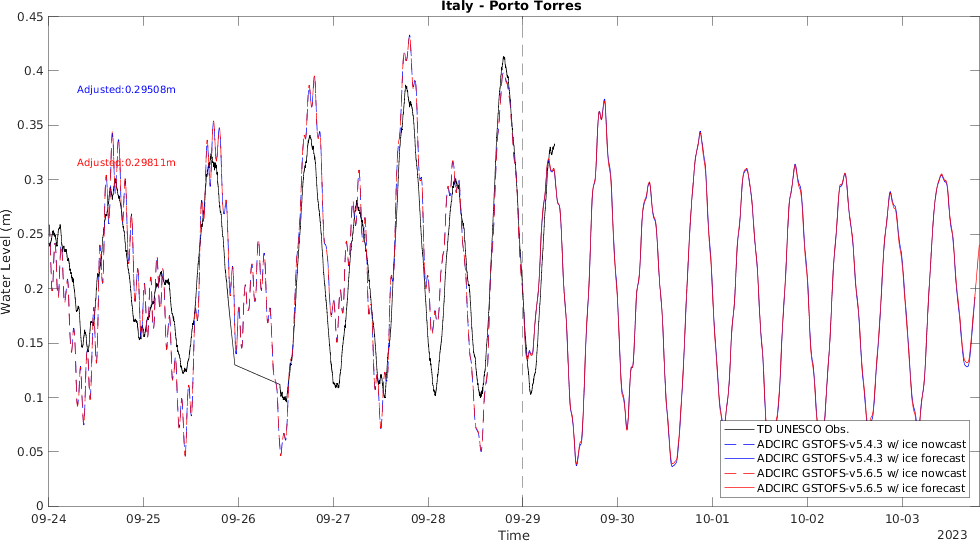 Italy - Porto Torres
Water Level (m)
0.45
0.4
0.35
0.3
0.25
0.2
0.15
0.1
0.05
0
Adjusted:0.29508m
Adjusted:0.29811m
TD UNESCO Obs.
ADCIRC GSTOFS-v5.4.3 w/ ice nowcast
ADCIRC GSTOFS-v5.4.3 w/ ice forecast
ADCIRC GSTOFS-v5.6.5 w/ ice nowcast
ADCIRC GSTOFS-v5.6.5 w/ ice forecast
09-24 09-25 09-26 09-27 09-28 09-29 09-30 10-01 10-02 10-03
Time
2023